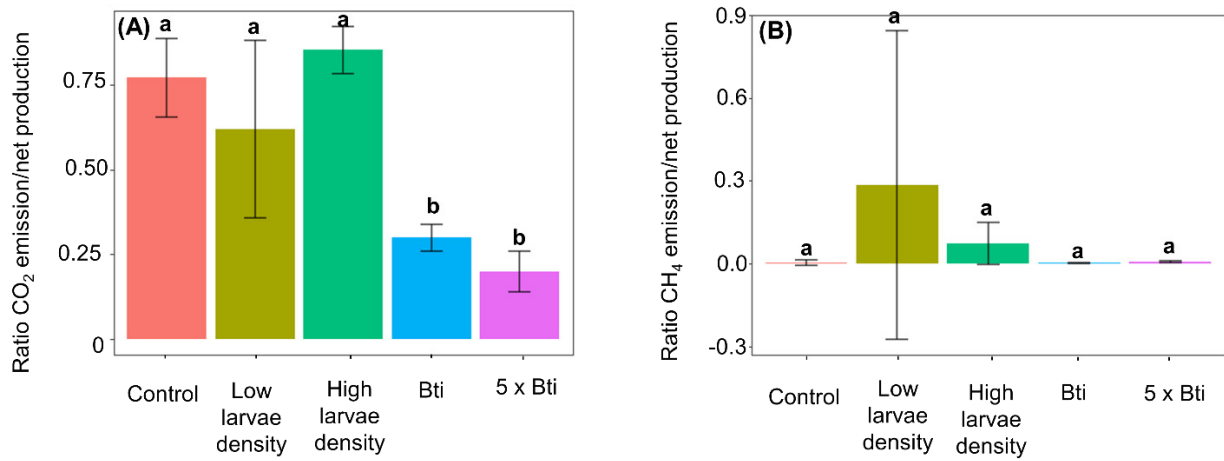 (A)
a
a
a
b
b
Ratio CO2 emission/net production
0.75
0.50
0.25
0
Control
Low
larvae
density
High
larvae
density
Bti
5 x Bti
(B)
a
a
a
a
a
Ratio CH4 emission/net production
0.9
0.6
0.3
0.0
-0.3
Control
Low
larvae
density
High
larvae
density
Bti
5 x Bti